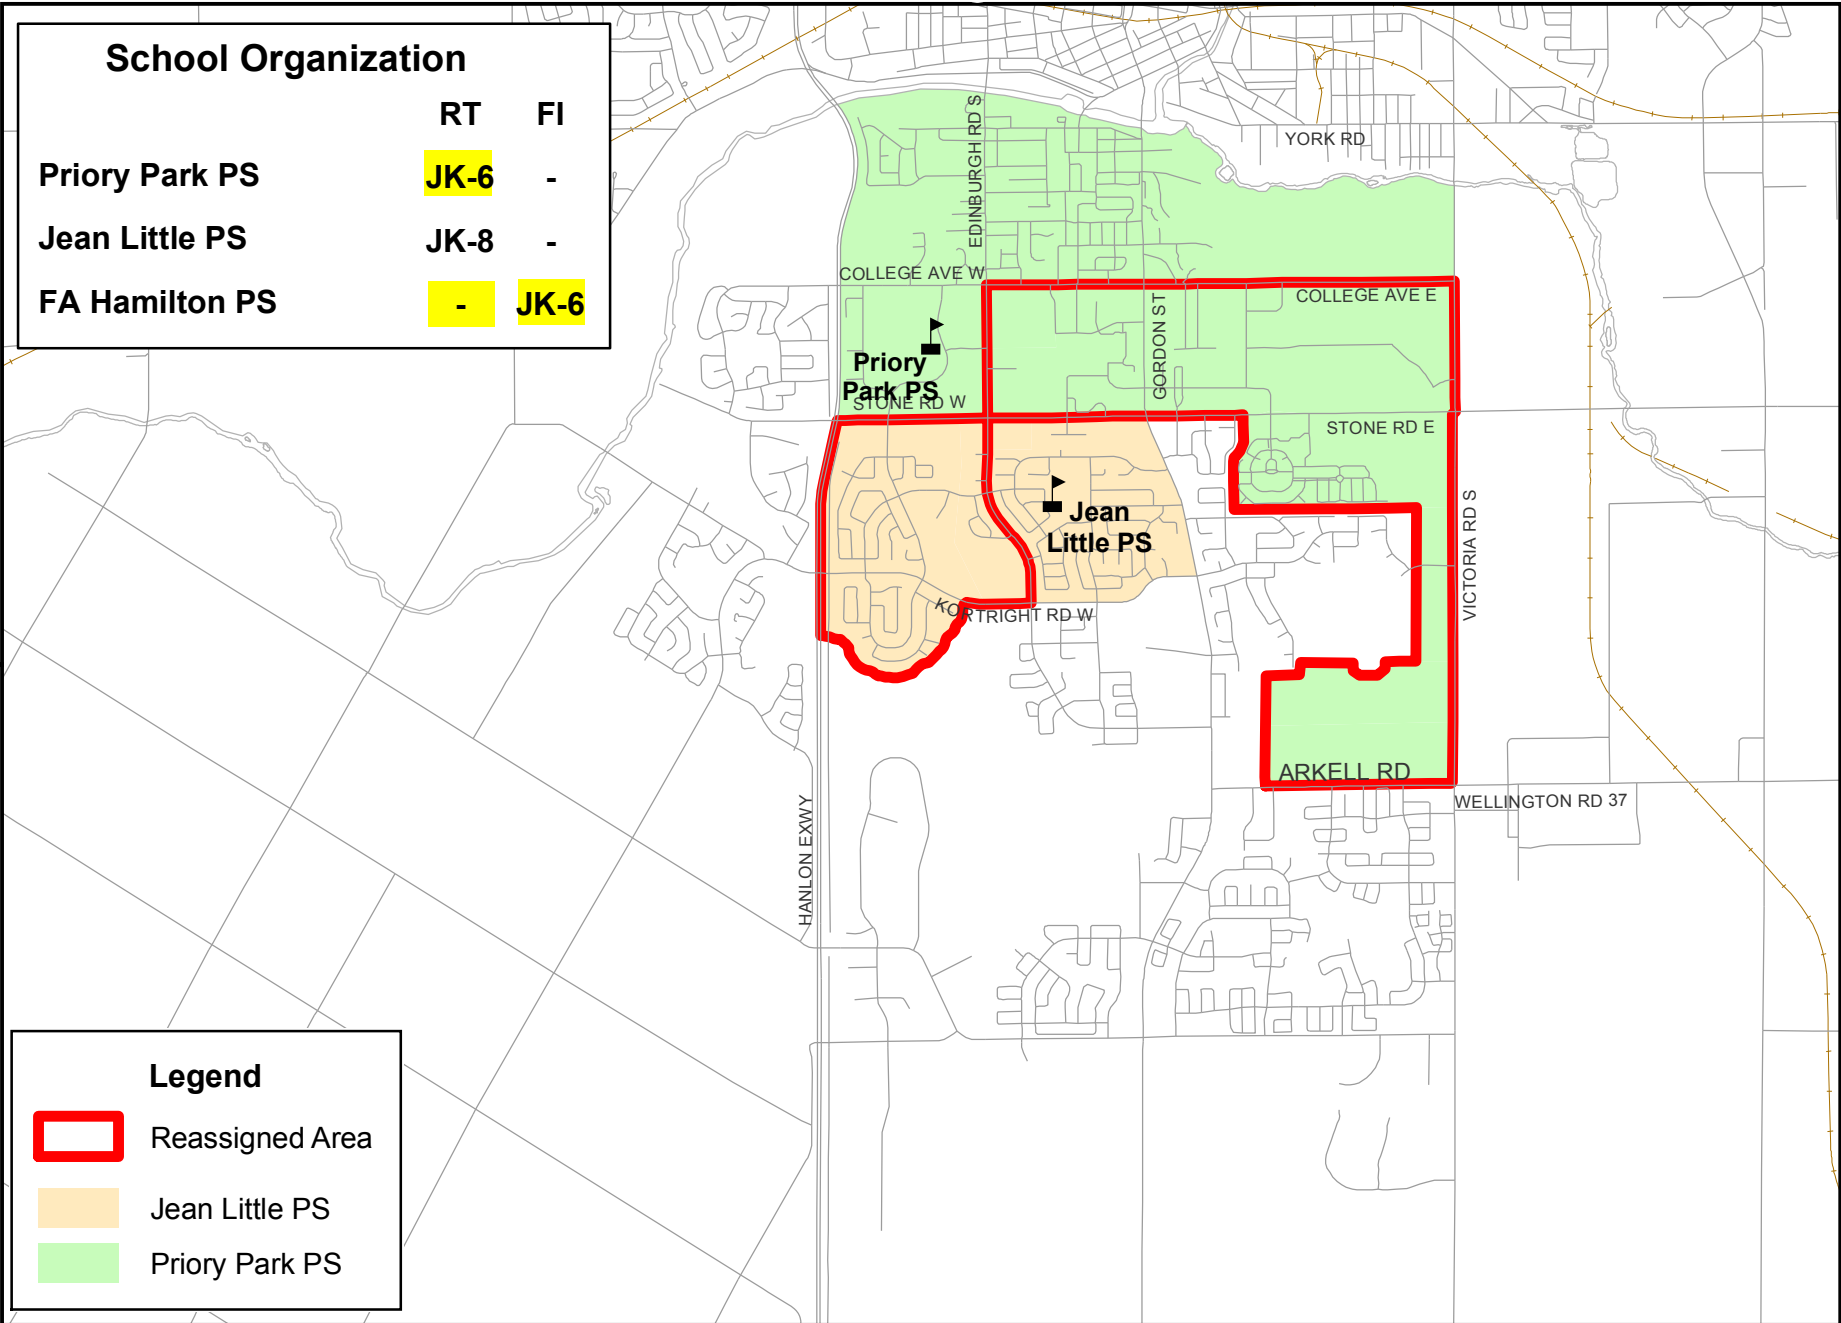 School Organization
RT FI
Priory Park PS JK-6 -
Jean Little PS JK-8 -
FA Hamilton PS - JK-6
YORK RD
EDINBURGH RD S
COLLEGE AVE W
COLLEGE AVE E
GORDON ST
Priory
Park PS
STONE RD W
STONE RD E
Jean
Little PS
VICTORIA RD S
KORTRIGHT RD W
ARKELL RD
WELLINGTON RD 37
HANLON EXWY
Legend
Reassigned Area
Jean Little PS
Priory Park PS